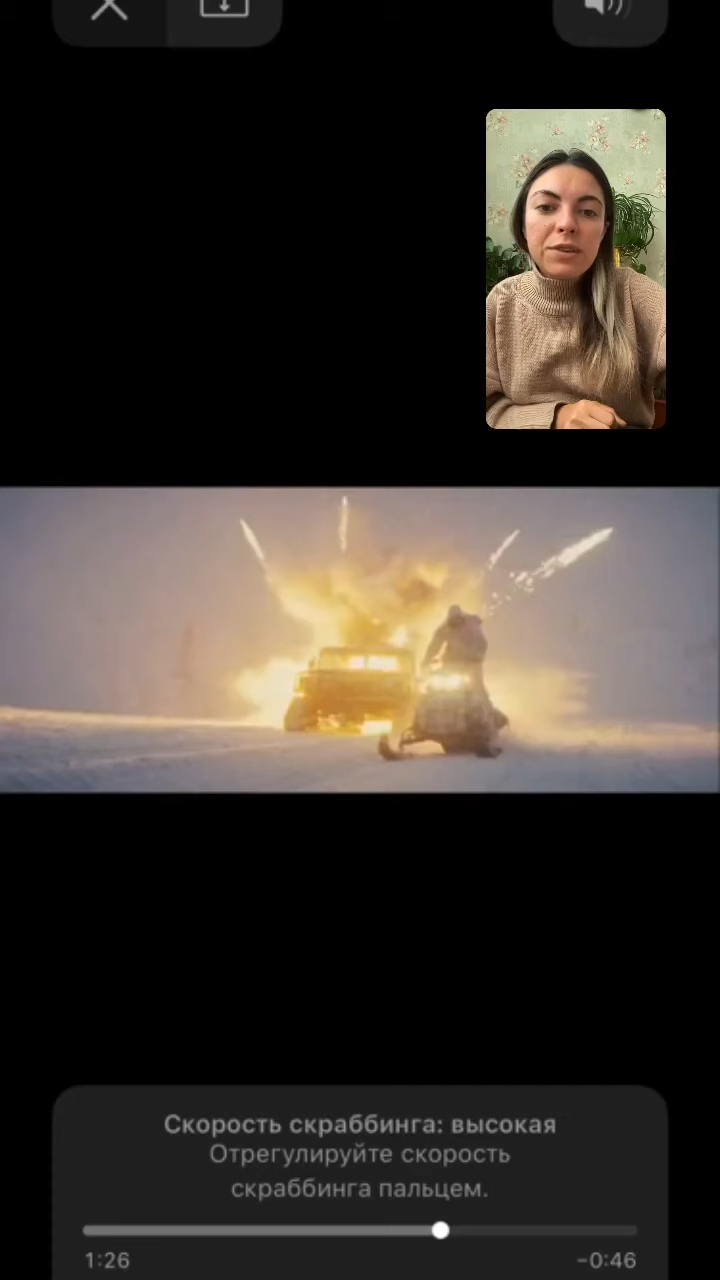 Скорость скраббинга: высокая
Отрегулируйте скорость
скраббинга пальцем.
1:26
−0:46